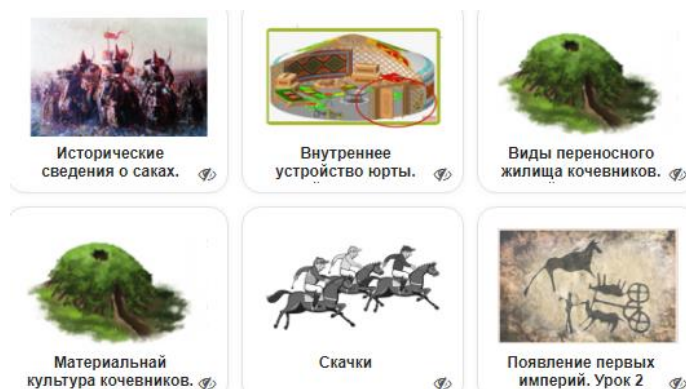 Исторические
сведения о саках.
Внутреннее
устройство юрты.
Виды переносного
жилища кочевников.
Материальнай
культура кочевников.
Скачки
Появление первых
империй. Урок 2